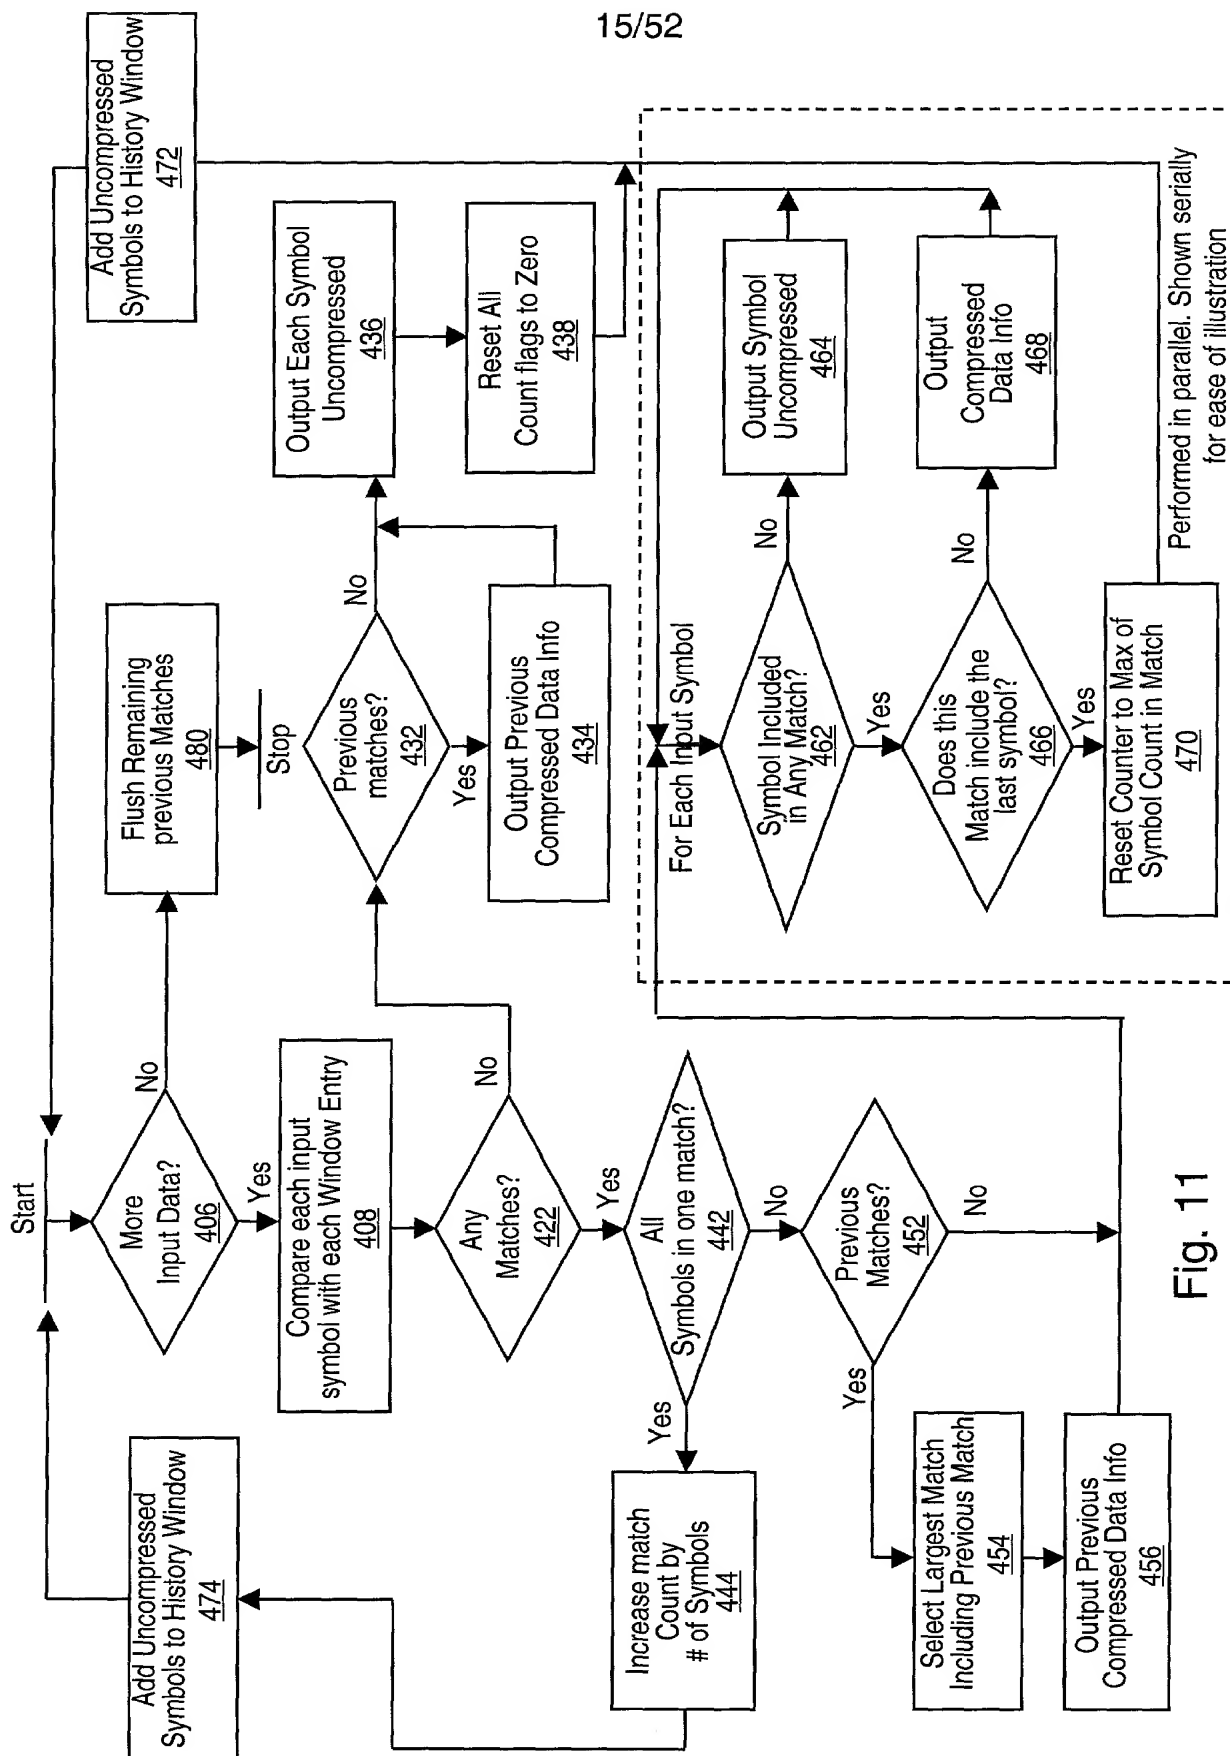 15/52
Start
More
Input Data?
406
No
Yes
Flush Remaining
previous Matches
480
Stop
Compare each input
symbol with each Window Entry
408
Any
Matches?
422
No
Yes
Previous
matches?
432
No
Yes
Output Previous
Compressed Data Info
434
Output Each Symbol
Uncompressed
436
Reset All
Count flags to Zero
438
Add Uncompressed
Symbols to History Window
472
All
Symbols in one match?
442
Yes
No
Increase match
Count by
# of Symbols
444
Add Uncompressed
Symbols to History Window
474
Previous
Matches?
452
Yes
No
Select Largest Match
Including Previous Match
454
Output Previous
Compressed Data Info
456
For Each Input Symbol
Symbol Included
in Any Match?
462
No
Yes
Output Symbol
Uncompressed
464
Does this
Match include the
last symbol?
466
No
Yes
Output
Compressed
Data Info
468
Reset Counter to Max of
Symbol Count in Match
470
Performed in parallel. Shown serially
for ease of illustration
Fig. 11